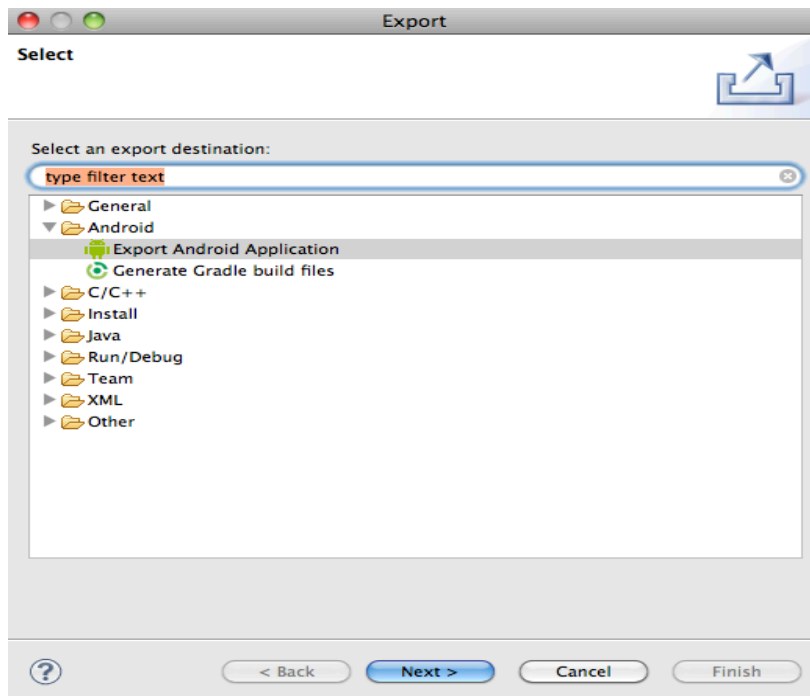 Export
Select
Select an export destination:
type filter text
General
Android
Export Android Application
Generate Gradle build files
C/C++
Install
Java
Run/Debug
Team
XML
Other
?
< Back
Next >
Cancel
Finish